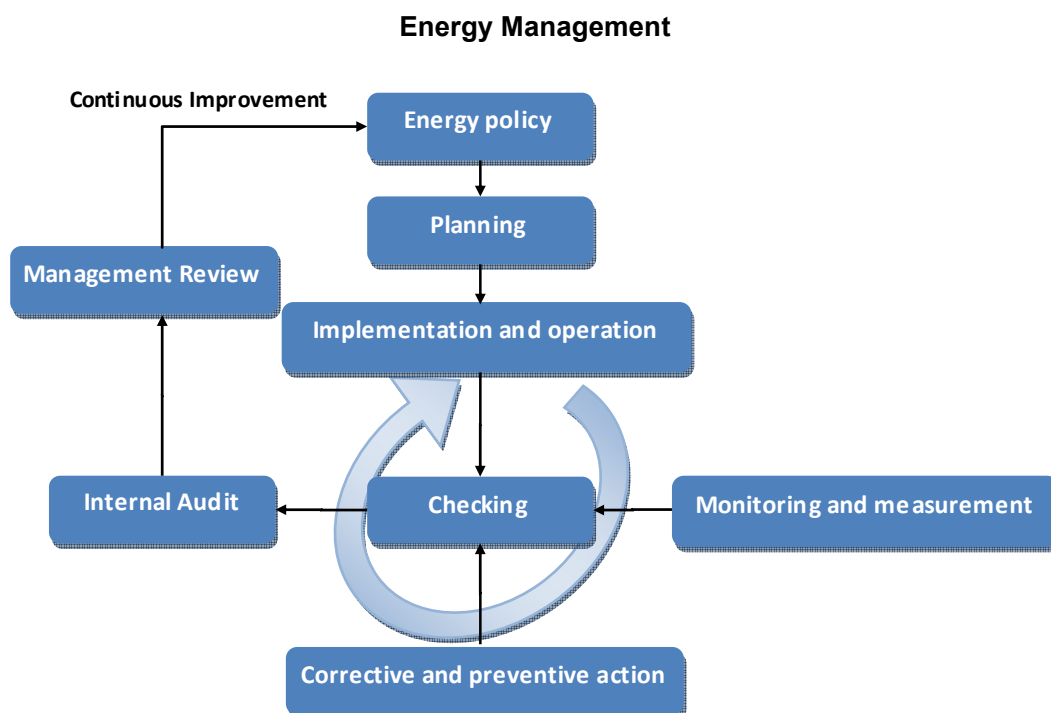 Energy Management
Continuous Improvement
Energy policy
Planning
Management Review
Implementation and operation
Internal Audit
Checking
Monitoring and measurement
Corrective and preventive action